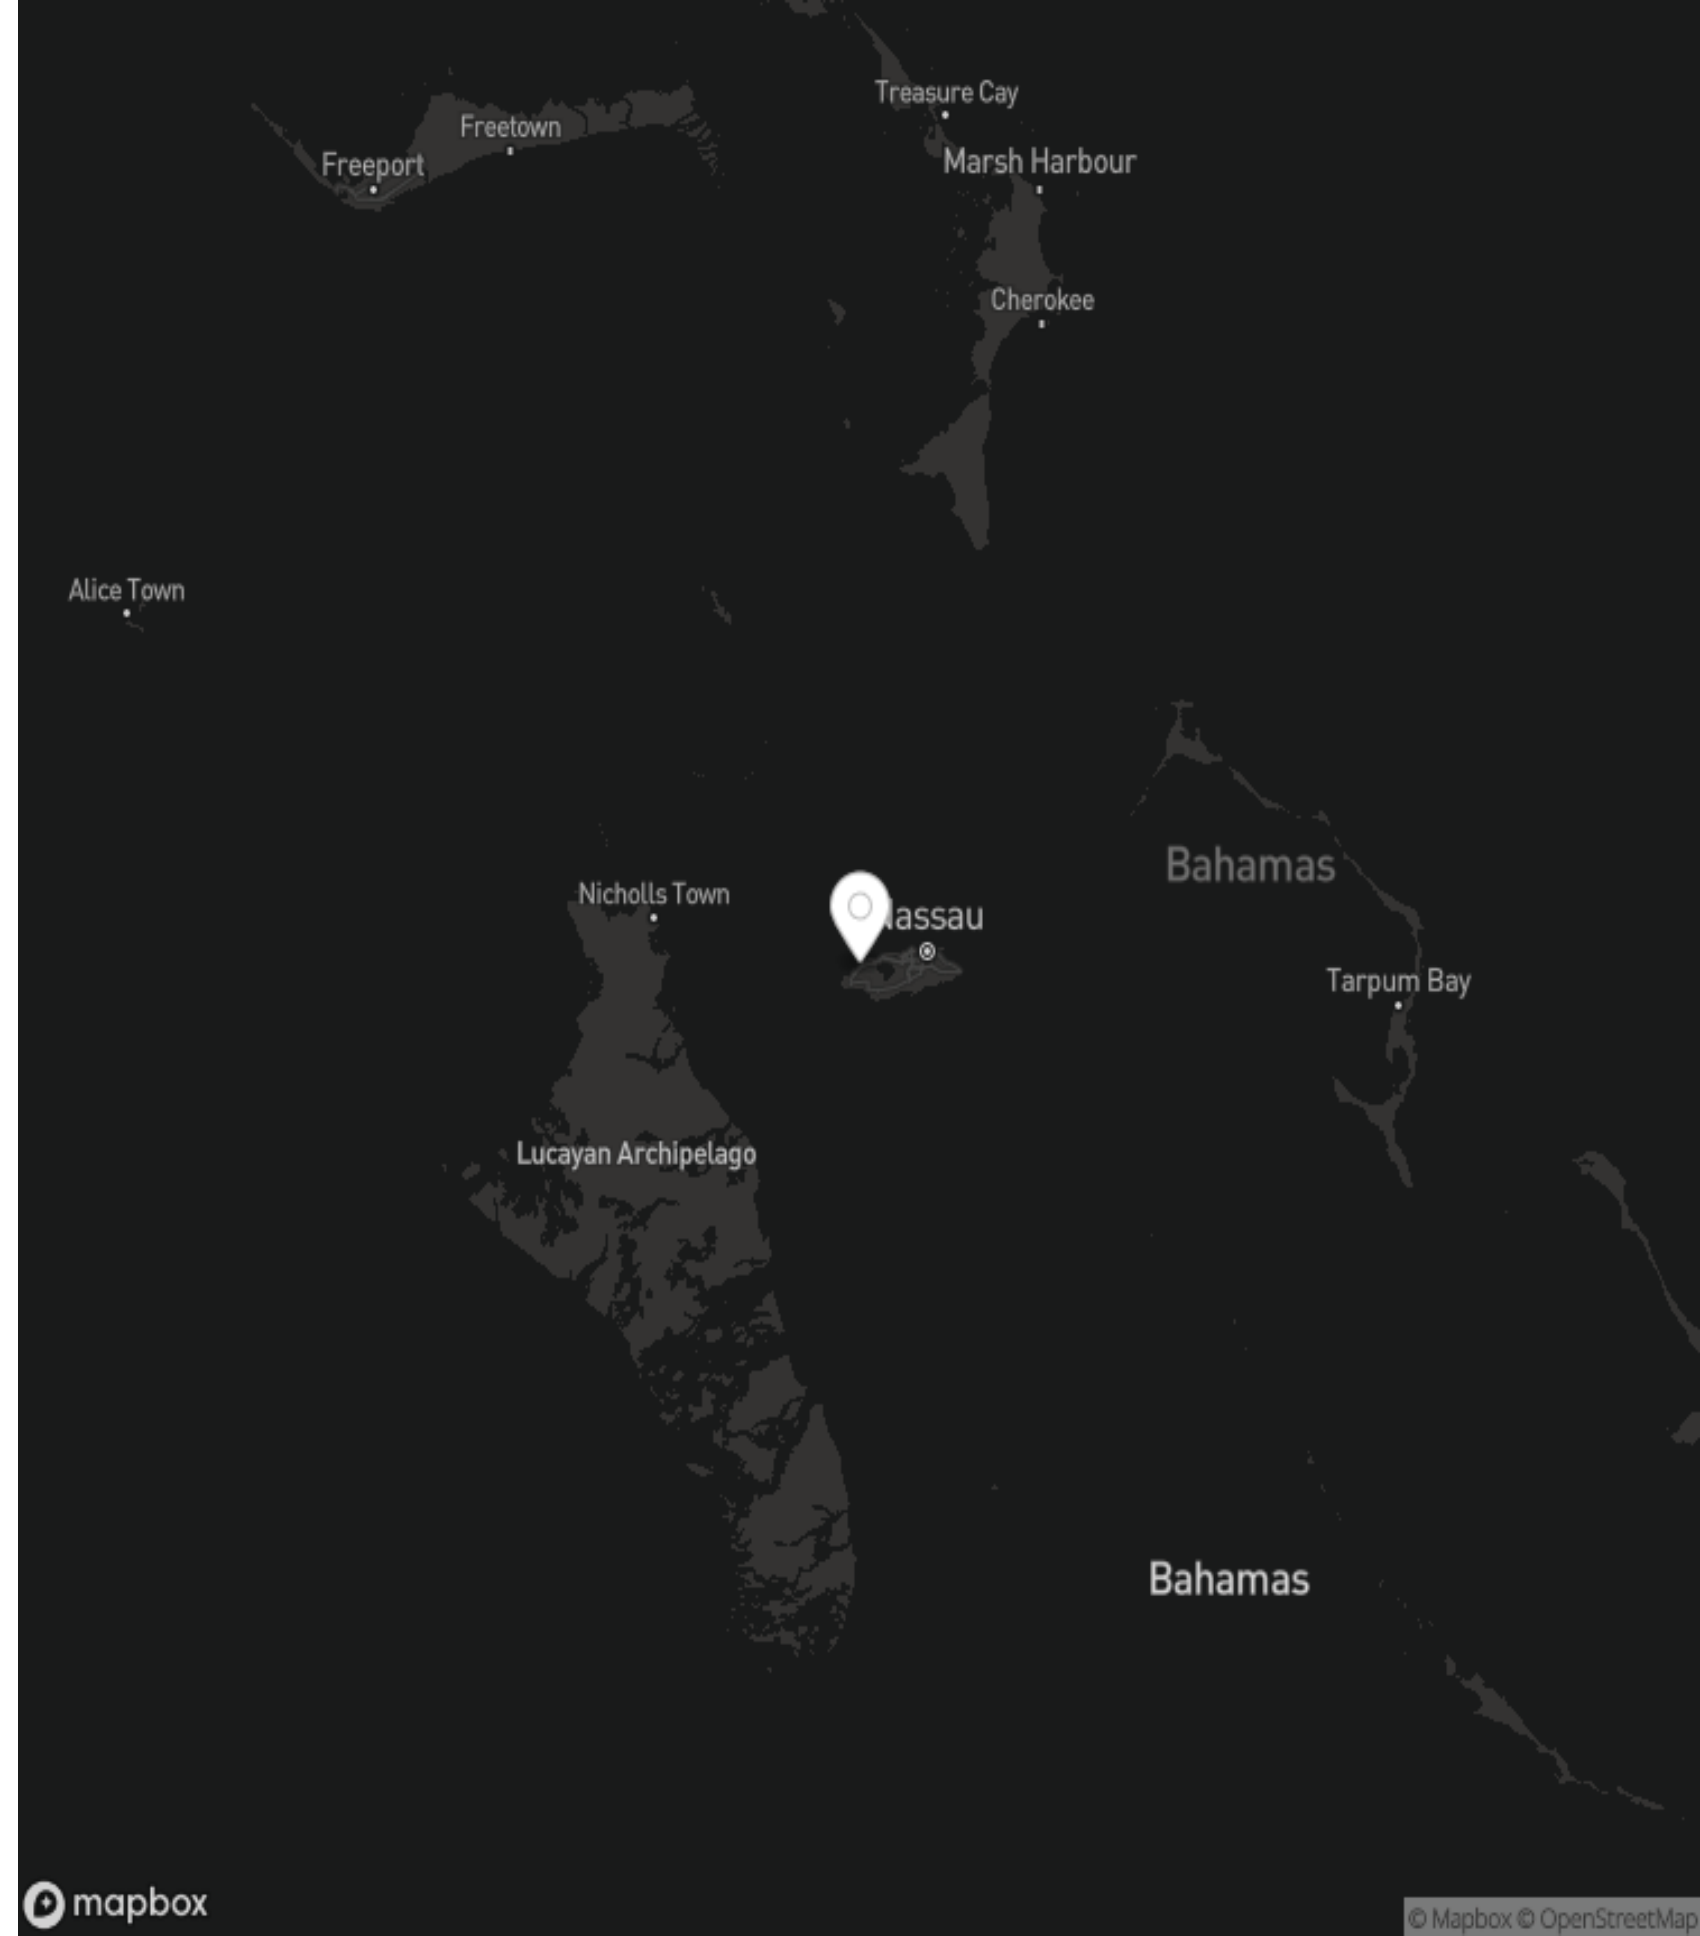 Treasure Cay
Freetown
Marsh Harbour
Freeport
Cherokee
Alice Town
Bahamas
Nicholls Town
assau
Tarpum Bay
Lucayan Archipelago
Bahamas
mapbox
© Mapbox © OpenStreetMap